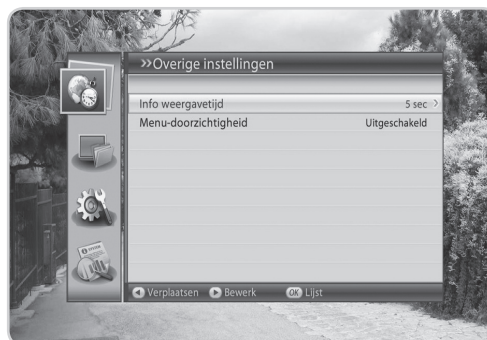 >>Overige instellingen
Info weergavetijd 5 sec >
Menu-doorzichtigheid Uitgeschakeld
Verplaatsen Bewerk OK Lijst